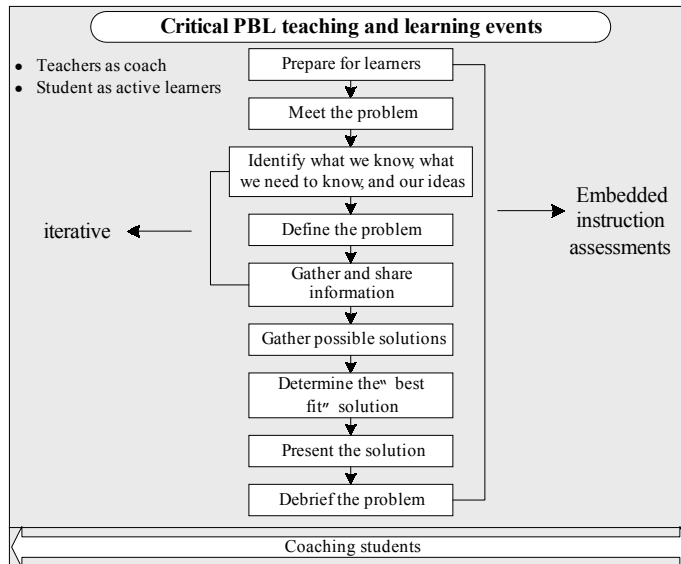 Critical PBL teaching and learning events
• Teachers as coach
• Student as active learners
Prepare for learners
Meet the problem
Identify what we know, what
we need to know, and our ideas
Define the problem
Gather and share
information
Gather possible solutions
Determine the“ best
fit” solution
Present the solution
Debrief the problem
iterative
Embedded
instruction
assessments
Coaching students